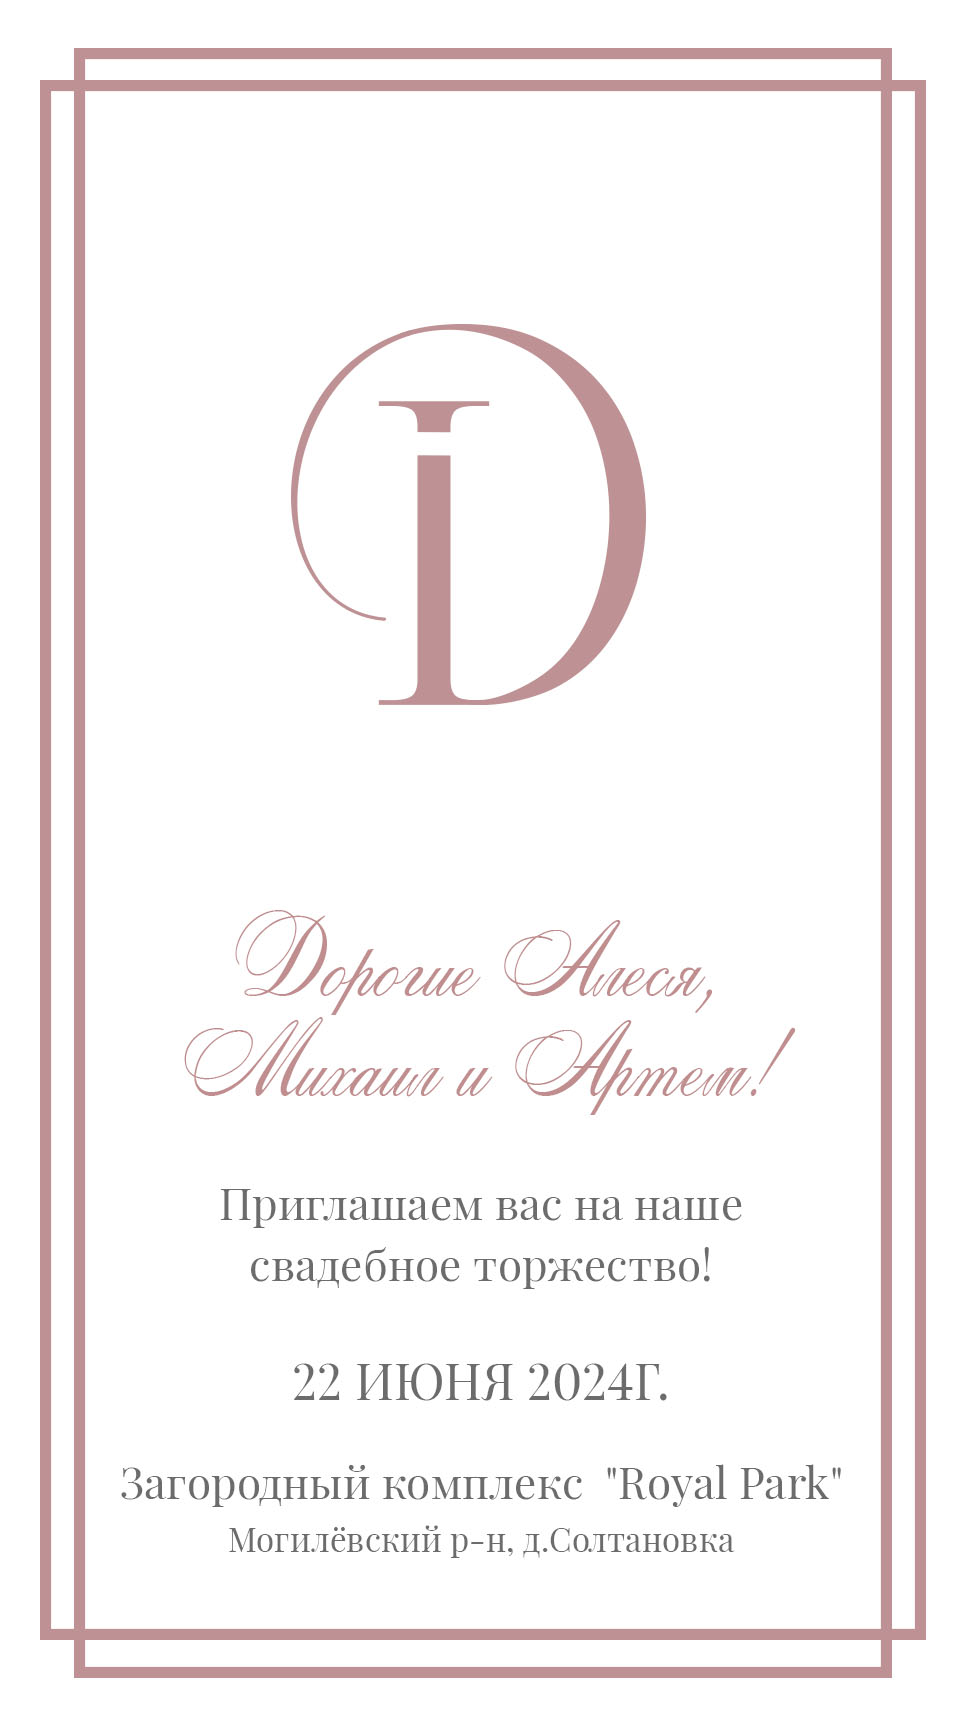 D
Дорогие Алеся,
Михаил и Артем!
Приглашаем вас на наше
свадебное торжество!
22 ИЮНЯ 2024Г.
Загородный комплекс "Royal Park"
Могилёвский р-н, д.Солтановка